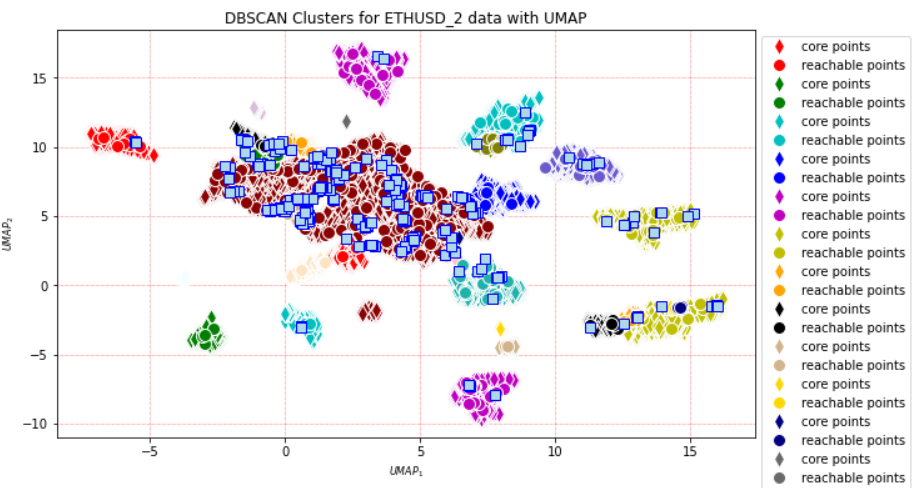 DBSCAN Clusters for ETHUSD_2 data with UMAP
UMAP₂
15
10
5
0
−5
−10
−5
0
5
10
15
UMAP₁
core points
reachable points
core points
reachable points
core points
reachable points
core points
reachable points
core points
reachable points
core points
reachable points
core points
reachable points
core points
reachable points
core points
reachable points
core points
reachable points
core points
reachable points
core points
reachable points